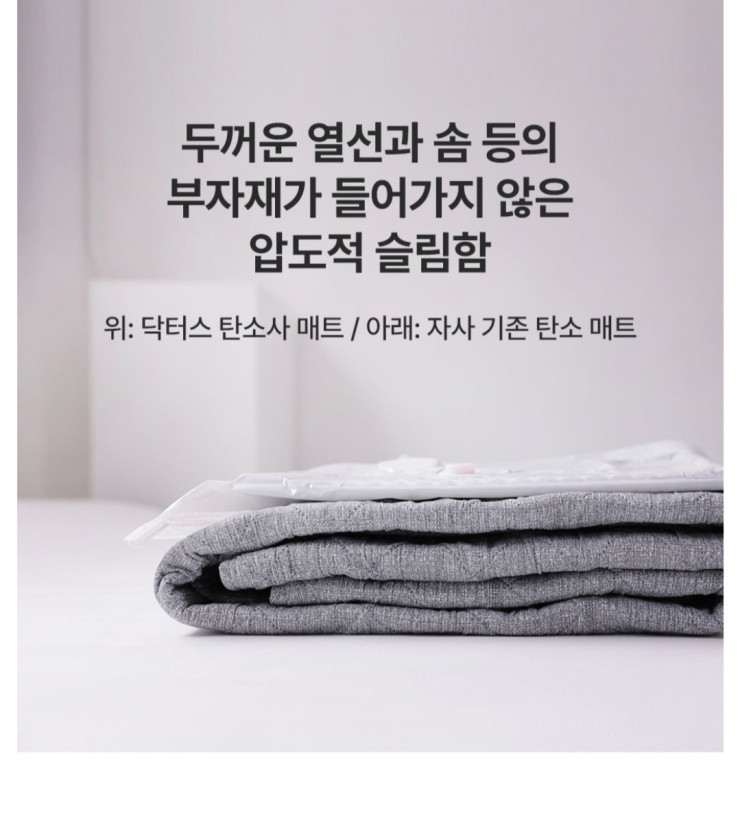 두꺼운 열선과 솜 등의
부자재가 들어가지 않은
압도적 슬림함
위: 닥터스 탄소사 매트 / 아래: 자사 기존 탄소 매트